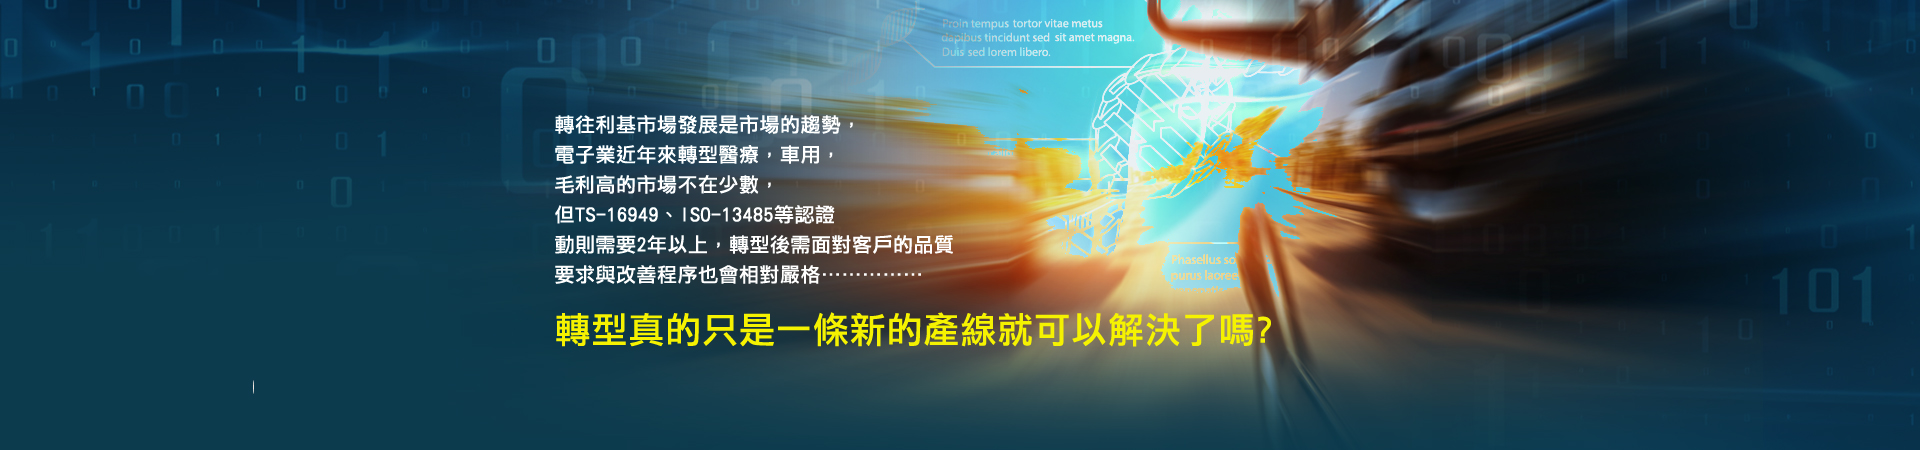 Proin tempus tortor vitae metus
dapibus tincidunt sed sit amet magna.
Duis sed lorem libero.
轉往利基市場發展是市場的趨勢，
電子業近年來轉型醫療，車用，
毛利高的市場不在少數，
但TS-16949、ISO-13485等認證
動則需要2年以上，轉型後需面對客戶的品質
要求與改善程序也會相對嚴格……………
Phasellus
轉型真的只是一條新的產線就可以解決了嗎?
101